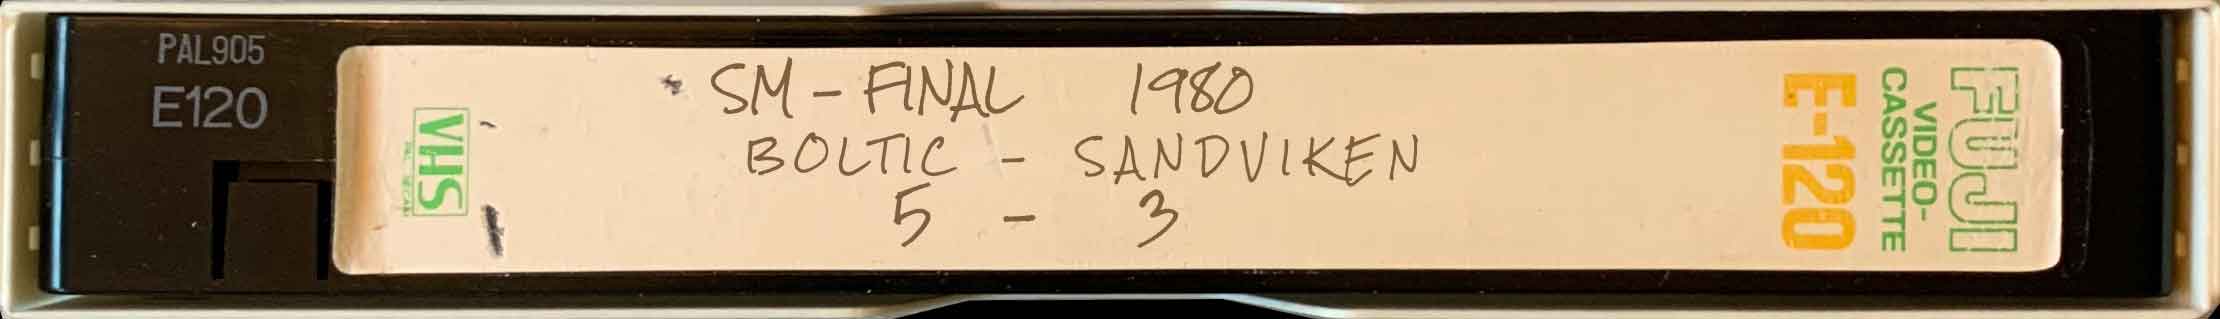 PAL905
E120
VHS
SM-FINAL 1980
BOLTIC - SANDVIKEN
5 - 3
E-120
VIDEO-
CASSETTE
FUJI